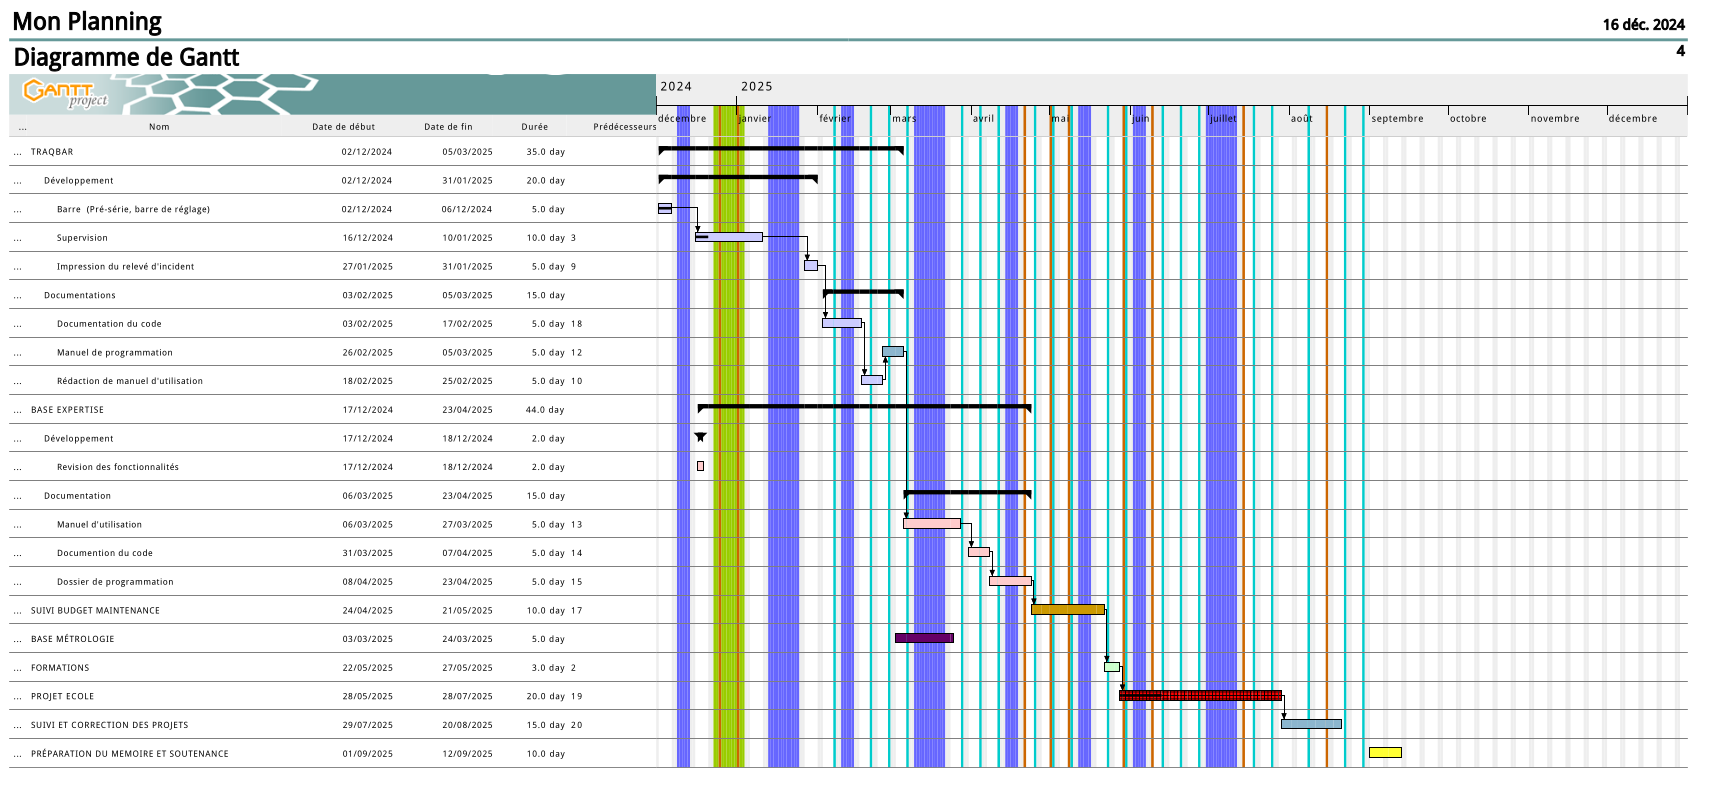 Mon Planning
16 déc. 2024
Diagramme de Gantt
4
GANTT project
2024 2025
décembre janvier février mars avril mai juin juillet août septembre octobre novembre décembre
... Nom Date de début Date de fin Durée Prédécesseurs
... TRAQBAR 02/12/2024 05/03/2025 35.0 day
... Développement 02/12/2024 31/01/2025 20.0 day
... Barre (Pré-série, barre de réglage) 02/12/2024 06/12/2024 5.0 day
... Supervision 16/12/2024 10/01/2025 10.0 day 3
... Impression du relevé d'incident 27/01/2025 31/01/2025 5.0 day 9
... Documentations 03/02/2025 05/03/2025 15.0 day
... Documentation du code 03/02/2025 17/02/2025 5.0 day 18
... Manuel de programmation 26/02/2025 05/03/2025 5.0 day 12
... Rédaction de manuel d'utilisation 18/02/2025 25/02/2025 5.0 day 10
... BASE EXPERTISE 17/12/2024 23/04/2025 44.0 day
... Développement 17/12/2024 18/12/2024 2.0 day
... Revision des fonctionnalités 17/12/2024 18/12/2024 2.0 day
... Documentation 06/03/2025 23/04/2025 15.0 day
... Manuel d'utilisation 06/03/2025 27/03/2025 5.0 day 13
... Documention du code 31/03/2025 07/04/2025 5.0 day 14
... Dossier de programmation 08/04/2025 23/04/2025 5.0 day 15
... SUIVI BUDGET MAINTENANCE 24/04/2025 21/05/2025 10.0 day 17
... BASE MÉTROLOGIE 03/03/2025 24/03/2025 5.0 day
... FORMATIONS 22/05/2025 27/05/2025 3.0 day 2
... PROJET ECOLE 28/05/2025 28/07/2025 20.0 day 19
... SUIVI ET CORRECTION DES PROJETS 29/07/2025 20/08/2025 15.0 day 20
... PRÉPARATION DU MEMOIRE ET SOUTENANCE 01/09/2025 12/09/2025 10.0 day